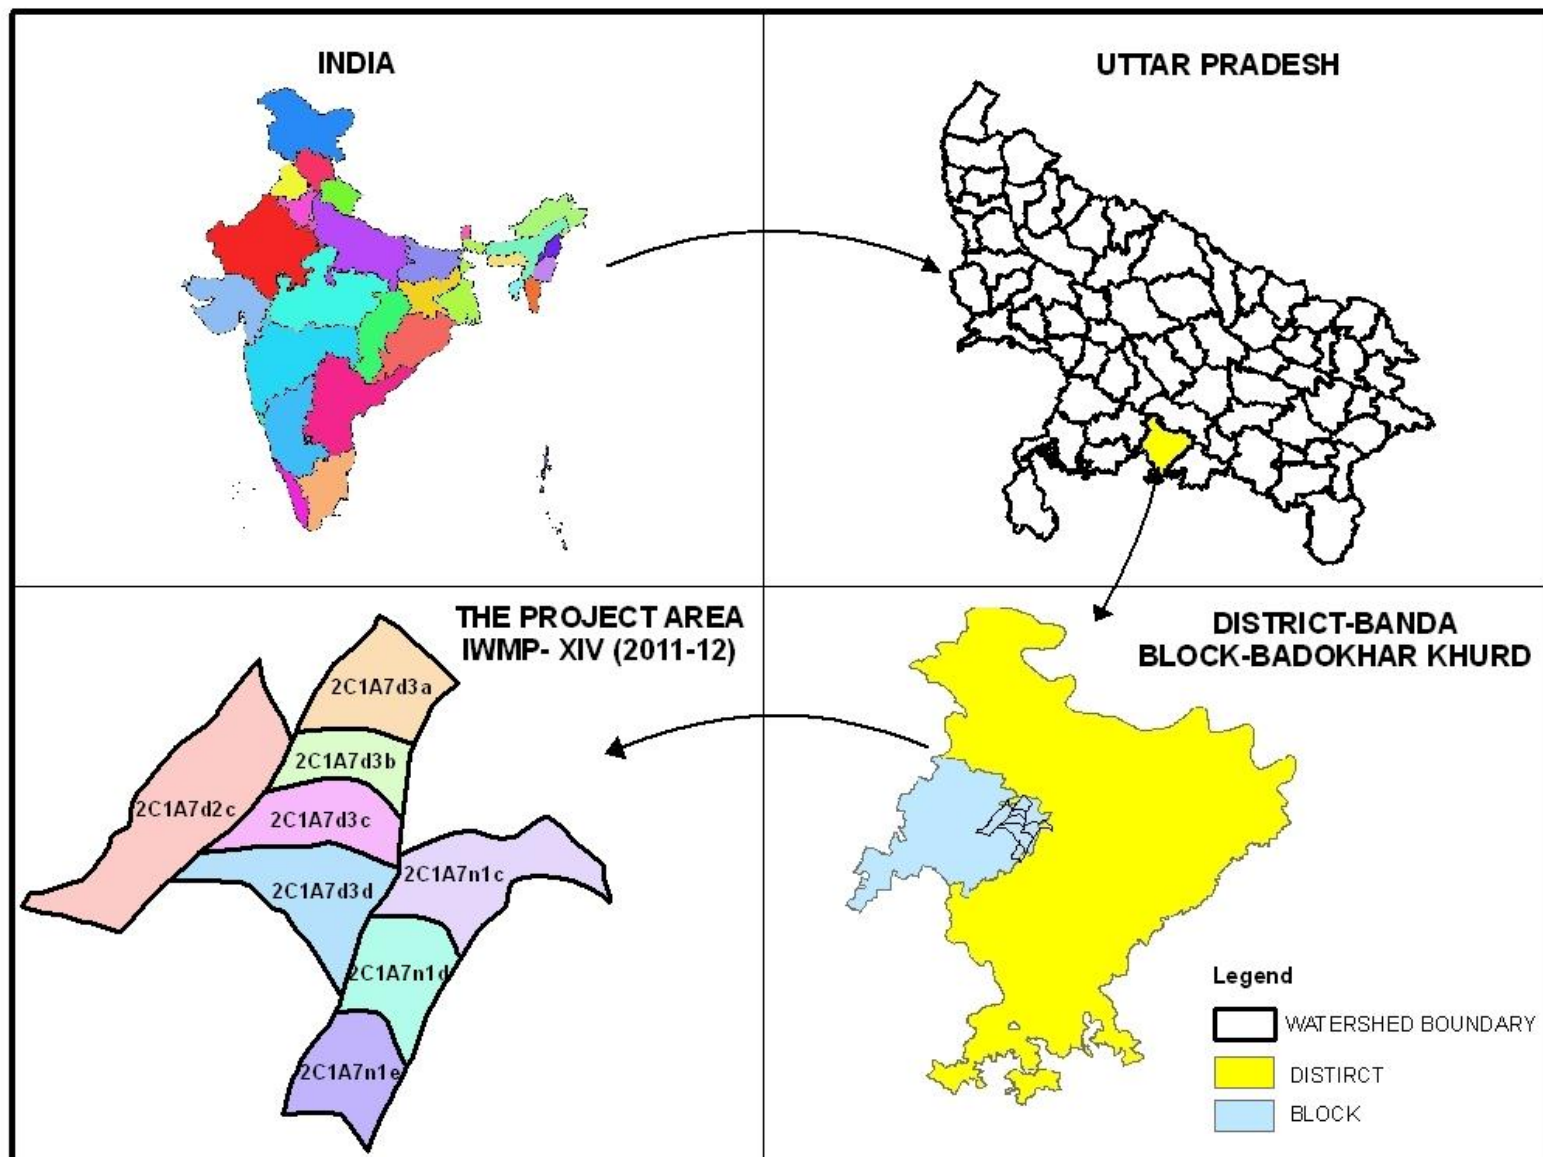 INDIA
UTTAR PRADESH
THE PROJECT AREA
IWMP- XIV (2011-12)
2C1A7d3a
2C1A7d3b
2C1A7d2c
2C1A7d3c
2C1A7d3d
2C1A7n1c
2C1A7n1d
2C1A7n1e
DISTRICT-BANDA
BLOCK-BADOKHAR KHURD
Legend
WATERSHED BOUNDARY
DISTIRCT
BLOCK